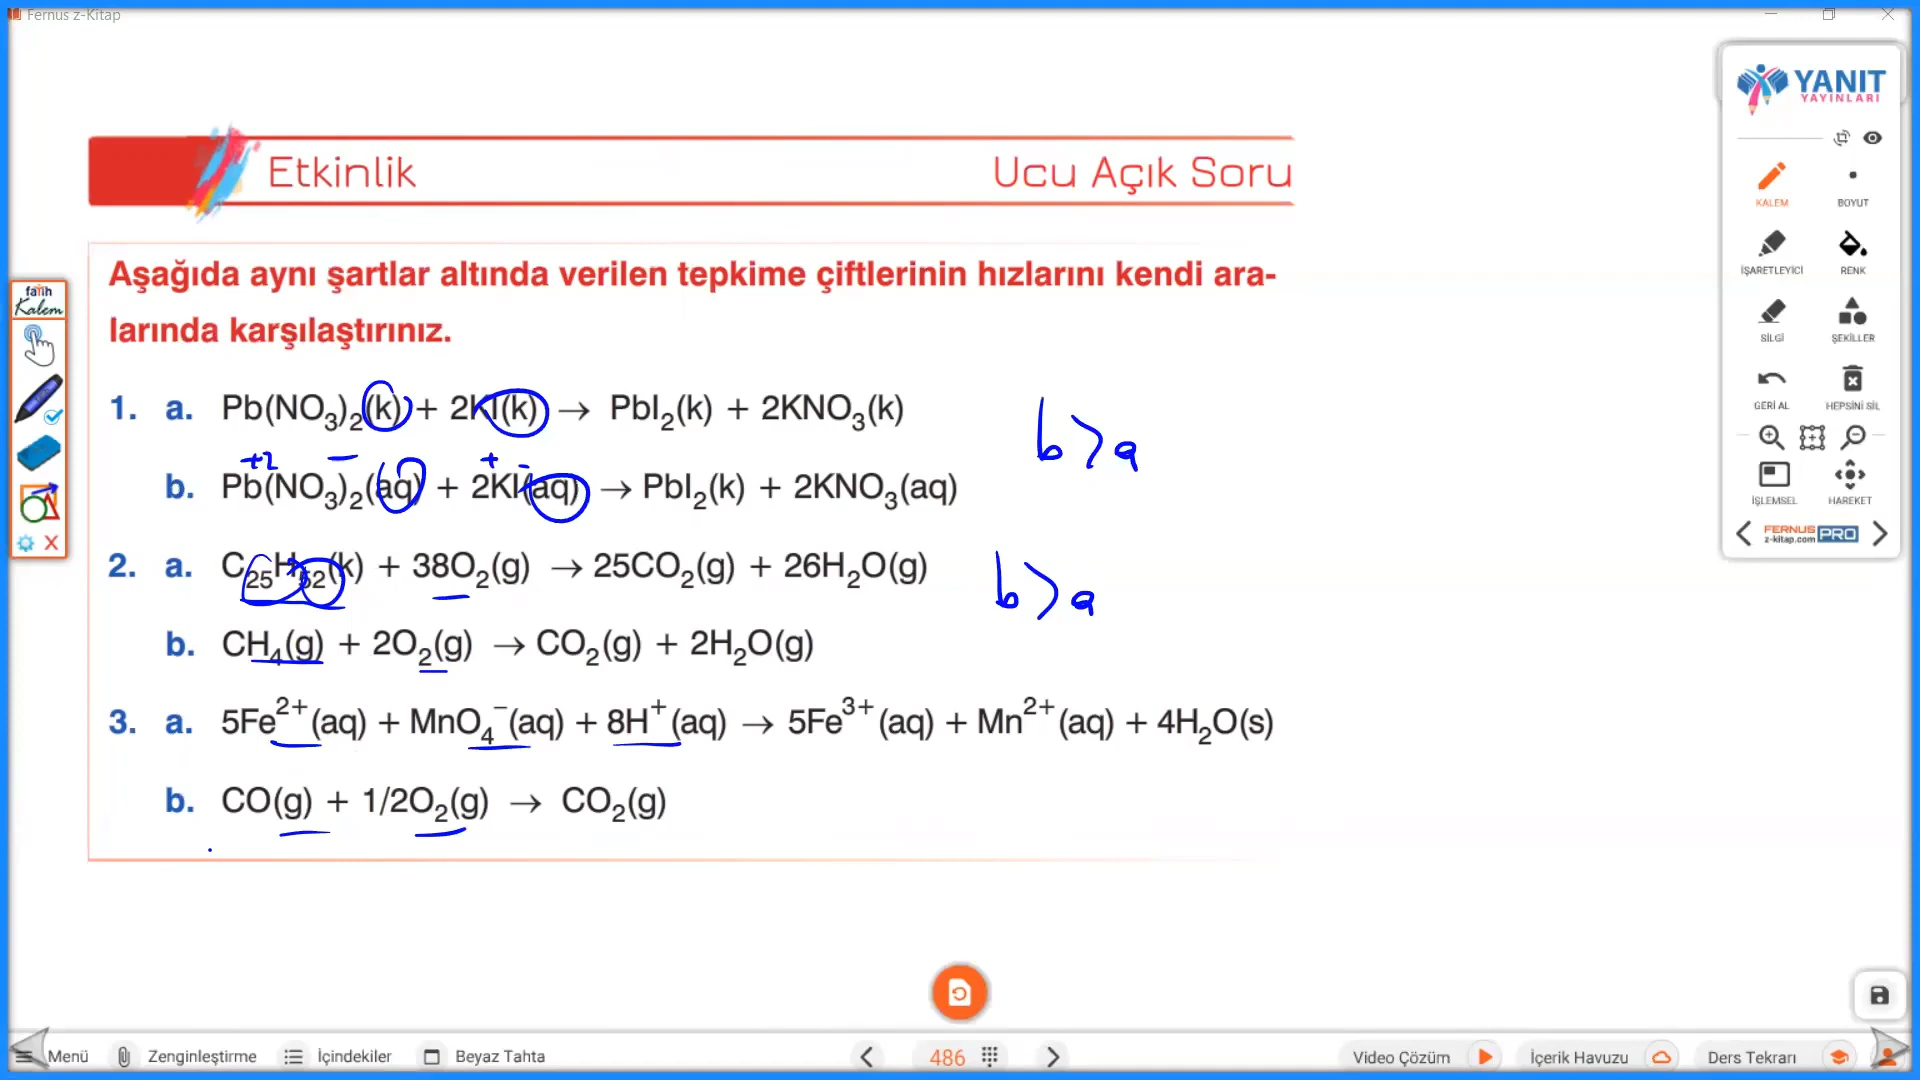 Fernus z-Kitap
YANIT
YAYINLARI
Etkinlik
Ucu Açık Soru
KALEM
BOYUT
İŞARETLEYİCİ
RENK
SİLGİ
ŞEKİLLER
GERİ AL
HEPSİNİ SİL
İŞLEMSEL
HAREKET
FERNUS
z-kitap.com PRO
fatih
Kalem
Aşağıda aynı şartlar altında verilen tepkime çiftlerinin hızlarını kendi ara-
larında karşılaştırınız.
1. a. Pb(NO₃)₂(k) + 2KI(k) → PbI₂(k) + 2KNO₃(k)
b > a
+2 − + -
b. Pb(NO₃)₂(aq) + 2KI(aq) → PbI₂(k) + 2KNO₃(aq)
2. a. C₂₅H₅₂(k) + 38O₂(g) → 25CO₂(g) + 26H₂O(g)
b > a
b. CH₄(g) + 2O₂(g) → CO₂(g) + 2H₂O(g)
3. a. 5Fe²⁺(aq) + MnO₄⁻(aq) + 8H⁺(aq) → 5Fe³⁺(aq) + Mn²⁺(aq) + 4H₂O(s)
b. CO(g) + 1/2O₂(g) → CO₂(g)
Menü Zenginleştirme İçindekiler Beyaz Tahta 486 Video Çözüm İçerik Havuzu Ders Tekrarı